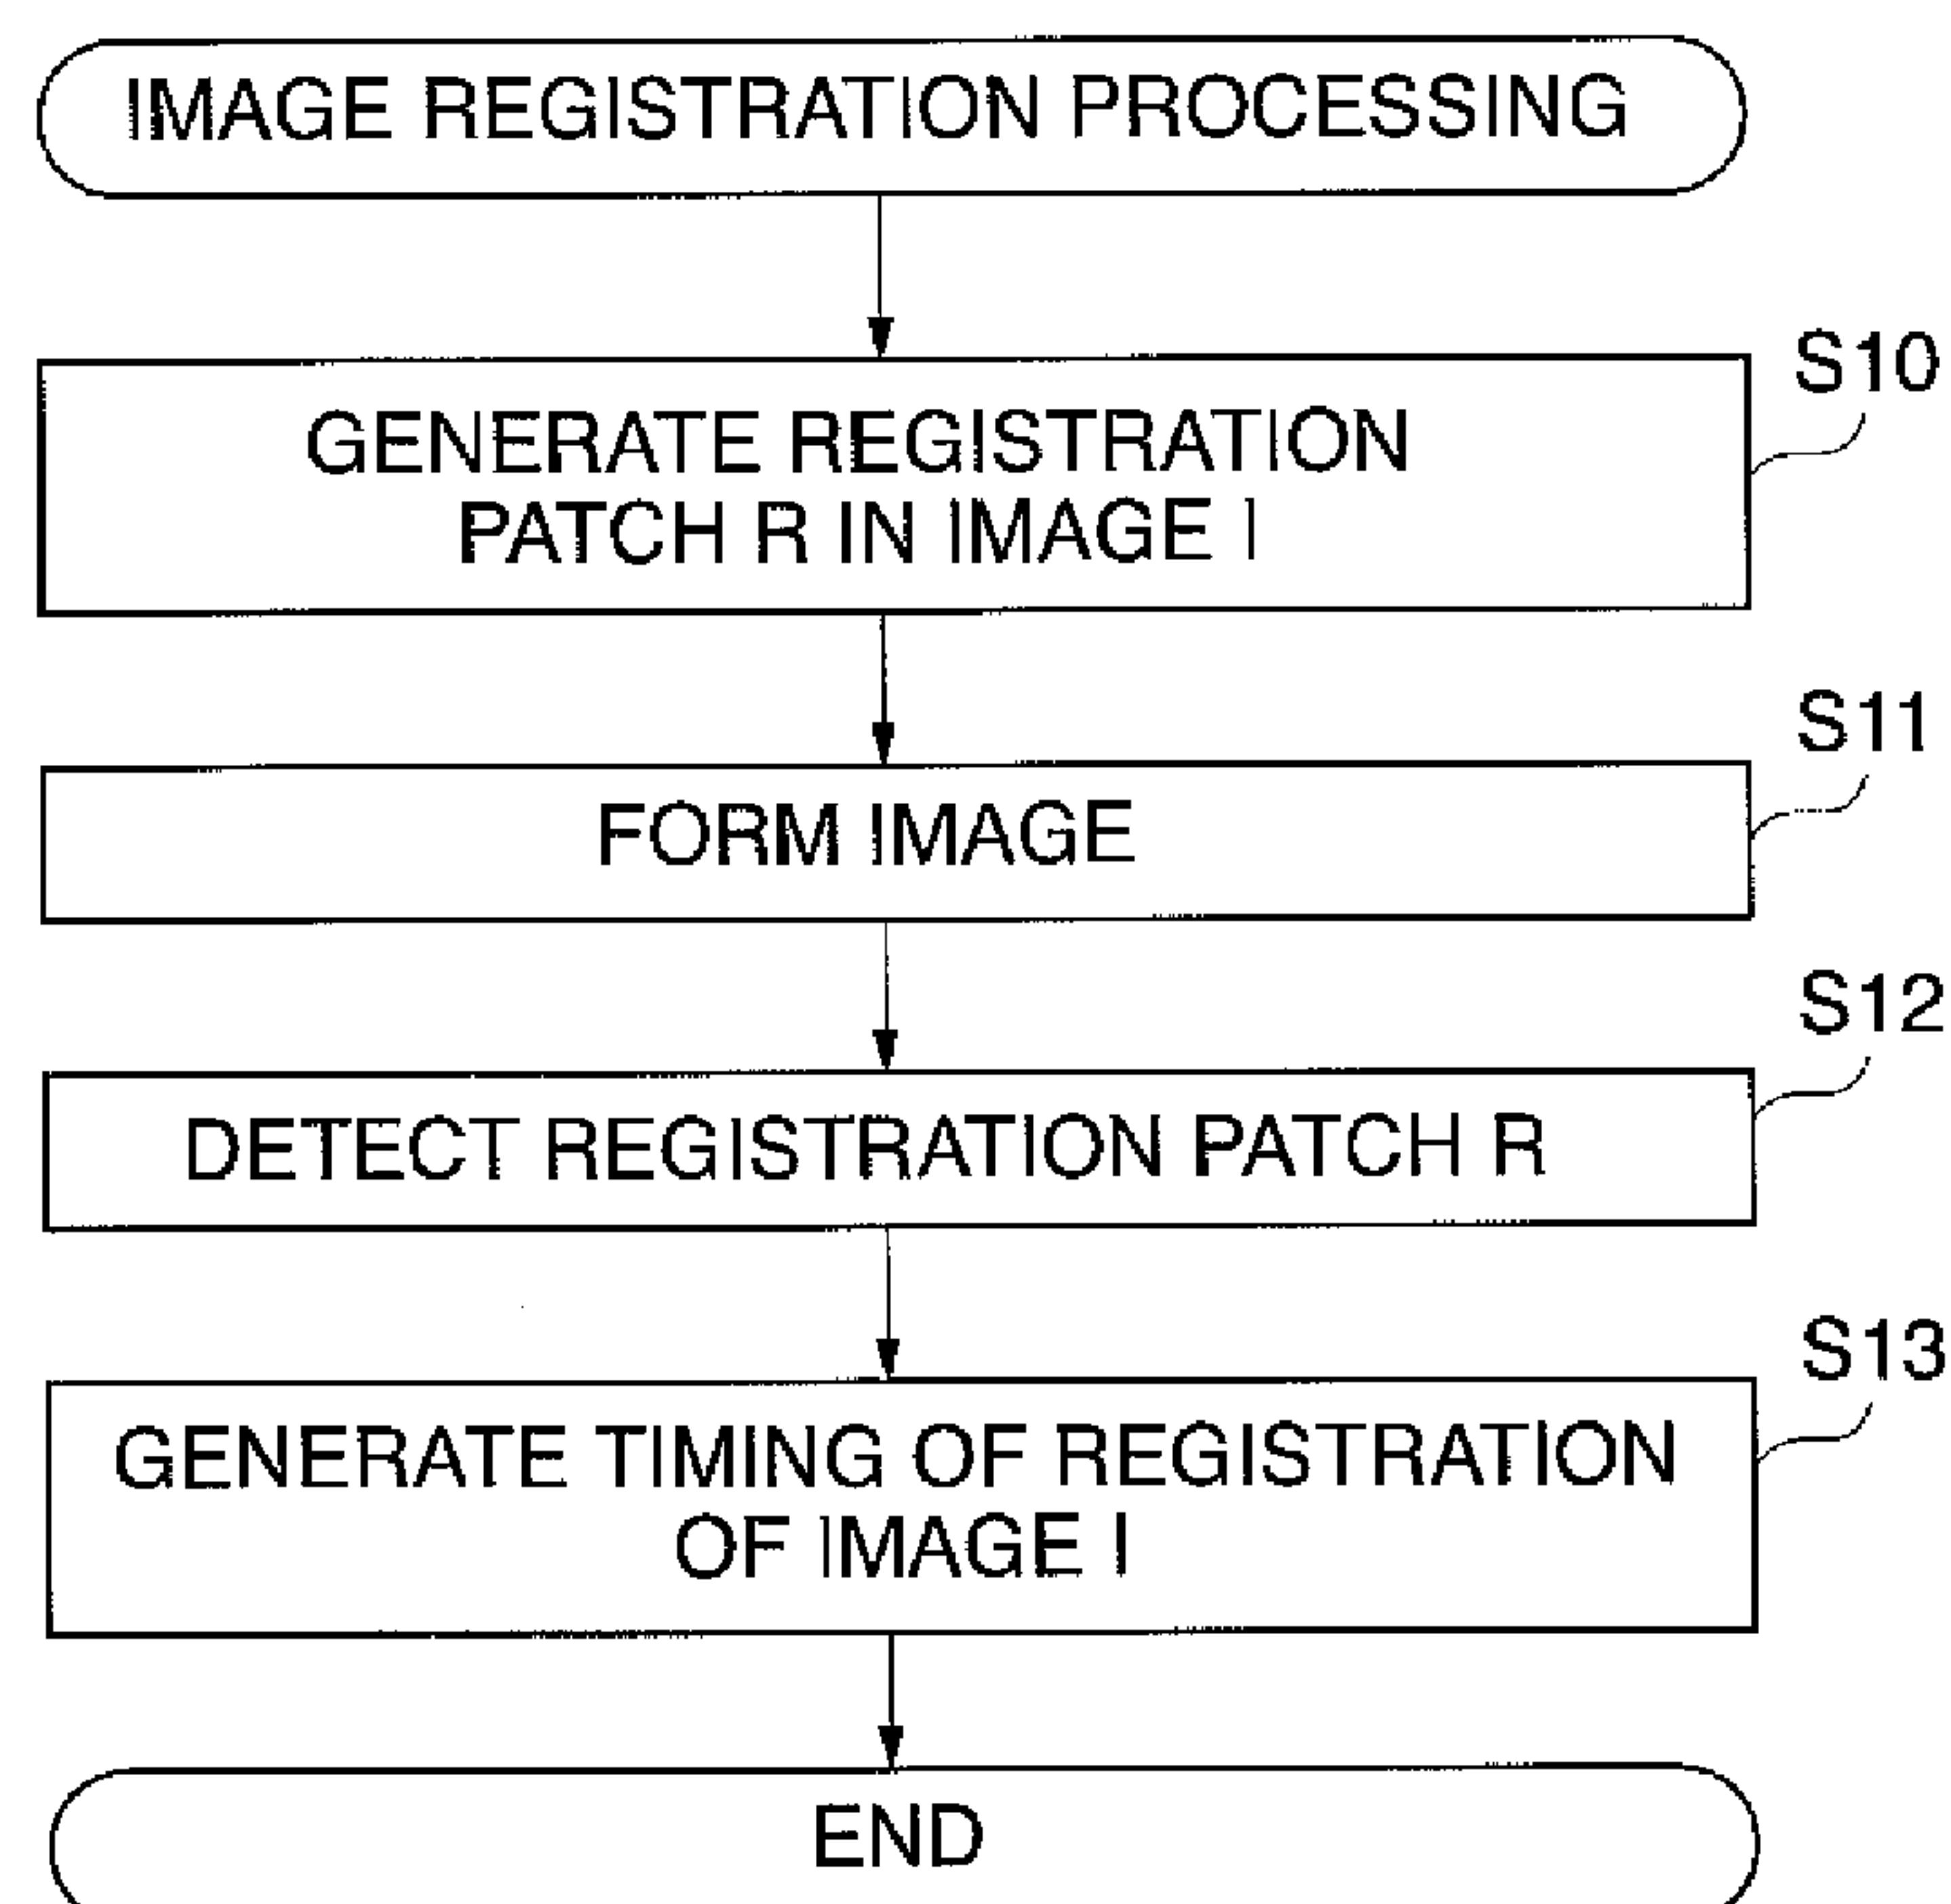 IMAGE REGISTRATION PROCESSING
S10
GENERATE REGISTRATION
PATCH R IN IMAGE I
S11
FORM IMAGE
S12
DETECT REGISTRATION PATCH R
S13
GENERATE TIMING OF REGISTRATION
OF IMAGE I
END